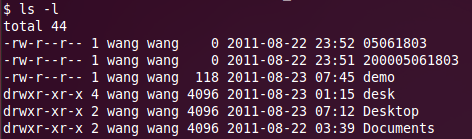 $ ls -l
total 44
-rw-r--r-- 1 wang wang    0 2011-08-22 23:52 05061803
-rw-r--r-- 1 wang wang    0 2011-08-22 23:51 200005061803
-rw-r--r-- 1 wang wang  118 2011-08-23 07:45 demo
drwxr-xr-x 4 wang wang 4096 2011-08-23 01:15 desk
drwxr-xr-x 2 wang wang 4096 2011-08-23 07:12 Desktop
drwxr-xr-x 2 wang wang 4096 2011-08-22 03:39 Documents